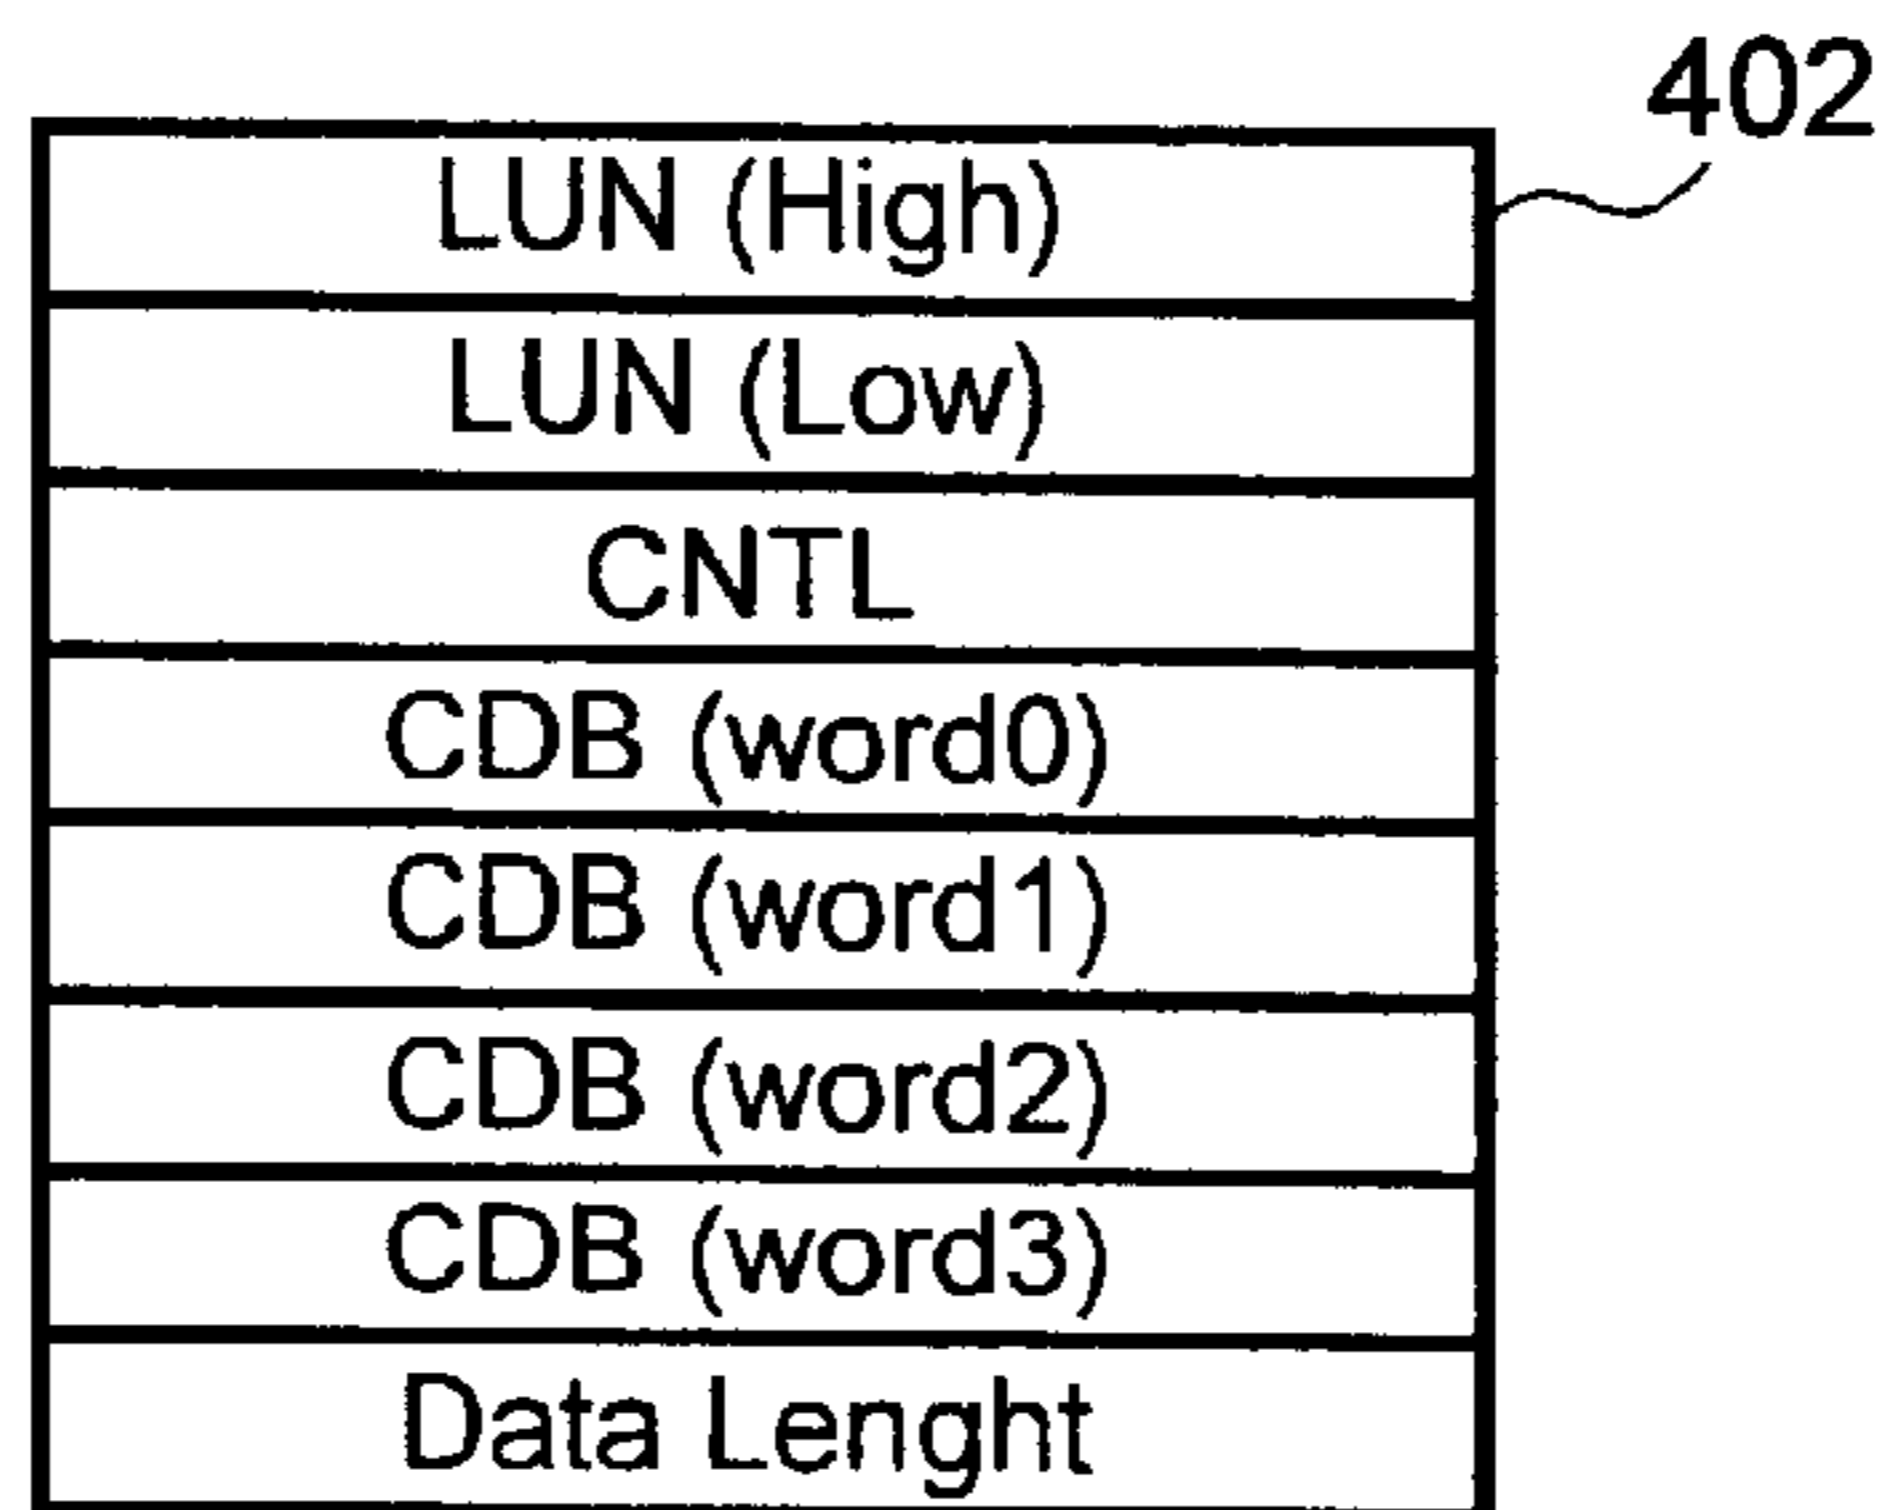 402
LUN (High)
LUN (Low)
CNTL
CDB (word0)
CDB (word1)
CDB (word2)
CDB (word3)
Data Lenght